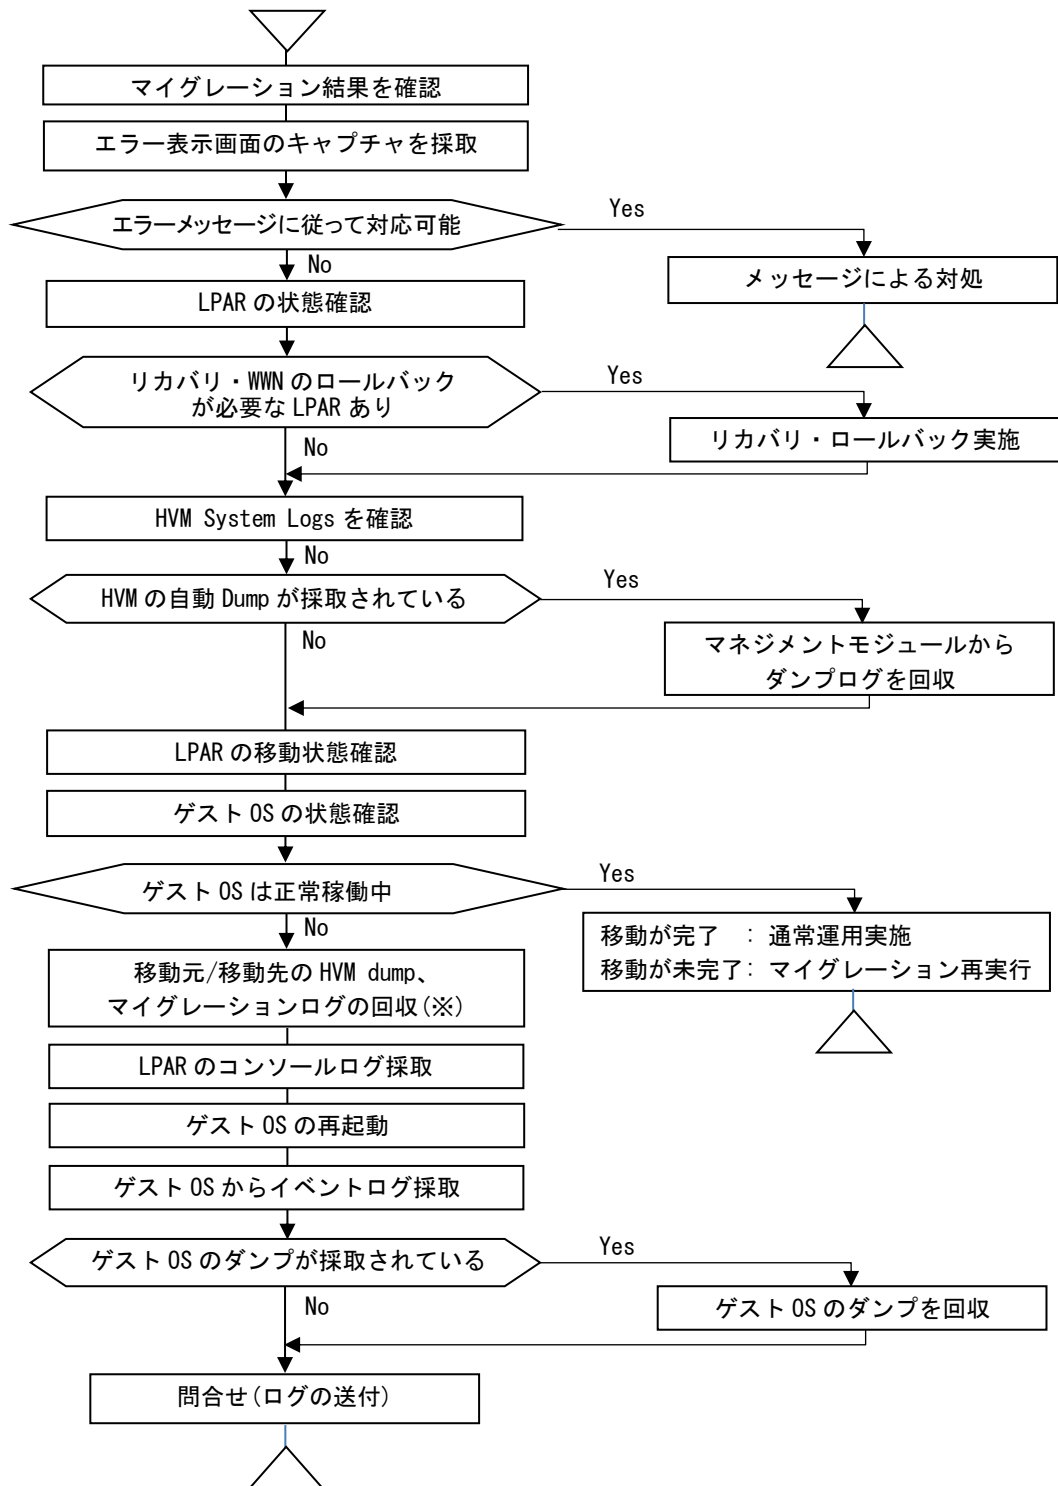 マイグレーション結果を確認
エラー表示画面のキャプチャを採取
エラーメッセージに従って対応可能
Yes
No
メッセージによる対処
LPAR の状態確認
リカバリ・WWN のロールバック
が必要な LPAR あり
Yes
リカバリ・ロールバック実施
No
HVM System Logs を確認
No
HVM の自動 Dump が採取されている
Yes
No
マネジメントモジュールから
ダンプログを回収
LPAR の移動状態確認
ゲスト OS の状態確認
ゲスト OS は正常稼働中
Yes
No
移動が完了 : 通常運用実施
移動が未完了: マイグレーション再実行
移動元/移動先の HVM dump、
マイグレーションログの回収(※)
LPAR のコンソールログ採取
ゲスト OS の再起動
ゲスト OS からイベントログ採取
ゲスト OS のダンプが採取されている
Yes
No
ゲスト OS のダンプを回収
問合せ(ログの送付)